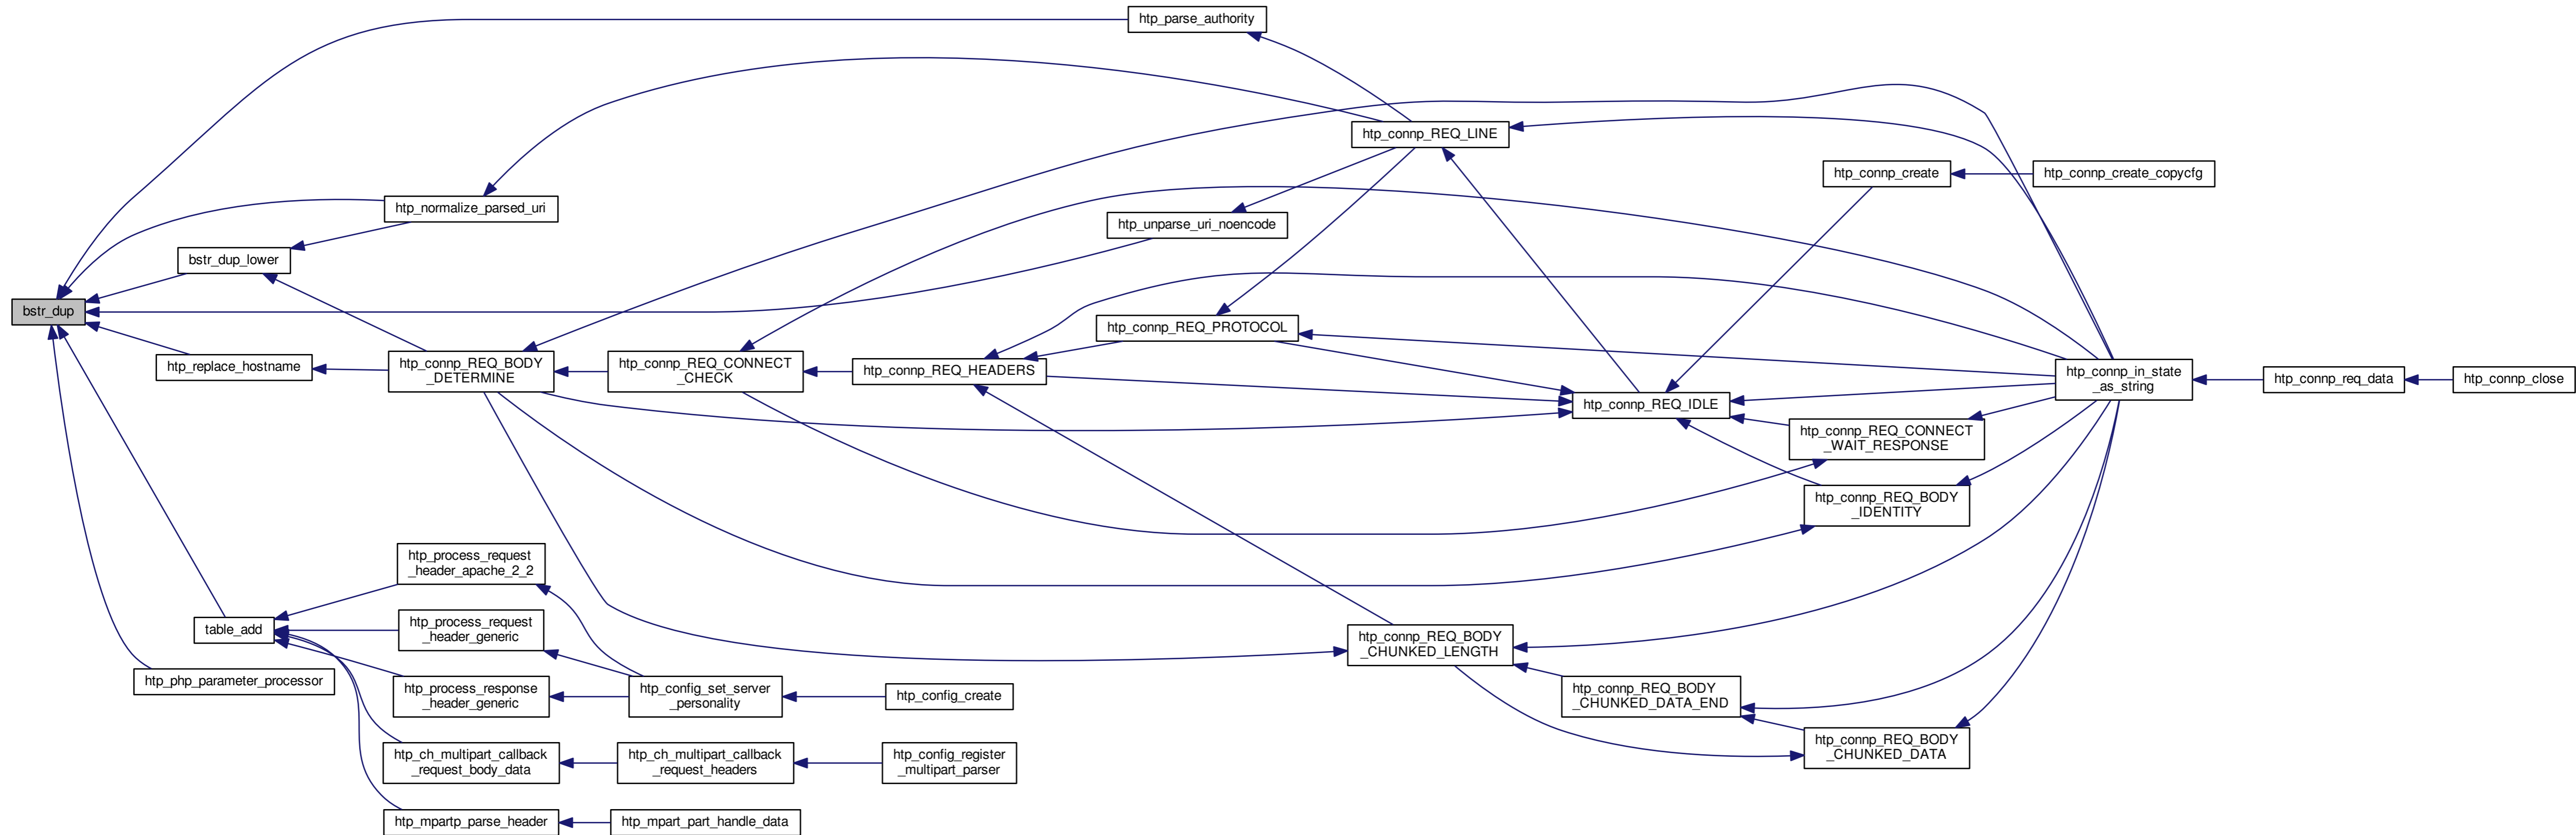 htp_parse_authority
htp_connp_REQ_LINE
htp_connp_create
htp_connp_create_copycfg
htp_normalize_parsed_uri
htp_unparse_uri_noencode
bstr_dup_lower
bstr_dup
htp_connp_REQ_PROTOCOL
htp_replace_hostname
htp_connp_REQ_BODY
_DETERMINE
htp_connp_REQ_CONNECT
_CHECK
htp_connp_REQ_HEADERS
htp_connp_REQ_IDLE
htp_connp_in_state
_as_string
htp_connp_req_data
htp_connp_close
htp_connp_REQ_CONNECT
_WAIT_RESPONSE
htp_connp_REQ_BODY
_IDENTITY
htp_process_request
_header_apache_2_2
table_add
htp_process_request
_header_generic
htp_connp_REQ_BODY
_CHUNKED_LENGTH
htp_php_parameter_processor
htp_process_response
_header_generic
htp_config_set_server
_personality
htp_config_create
htp_connp_REQ_BODY
_CHUNKED_DATA_END
htp_connp_REQ_BODY
_CHUNKED_DATA
htp_ch_multipart_callback
_request_body_data
htp_ch_multipart_callback
_request_headers
htp_config_register
_multipart_parser
htp_mpartp_parse_header
htp_mpart_part_handle_data